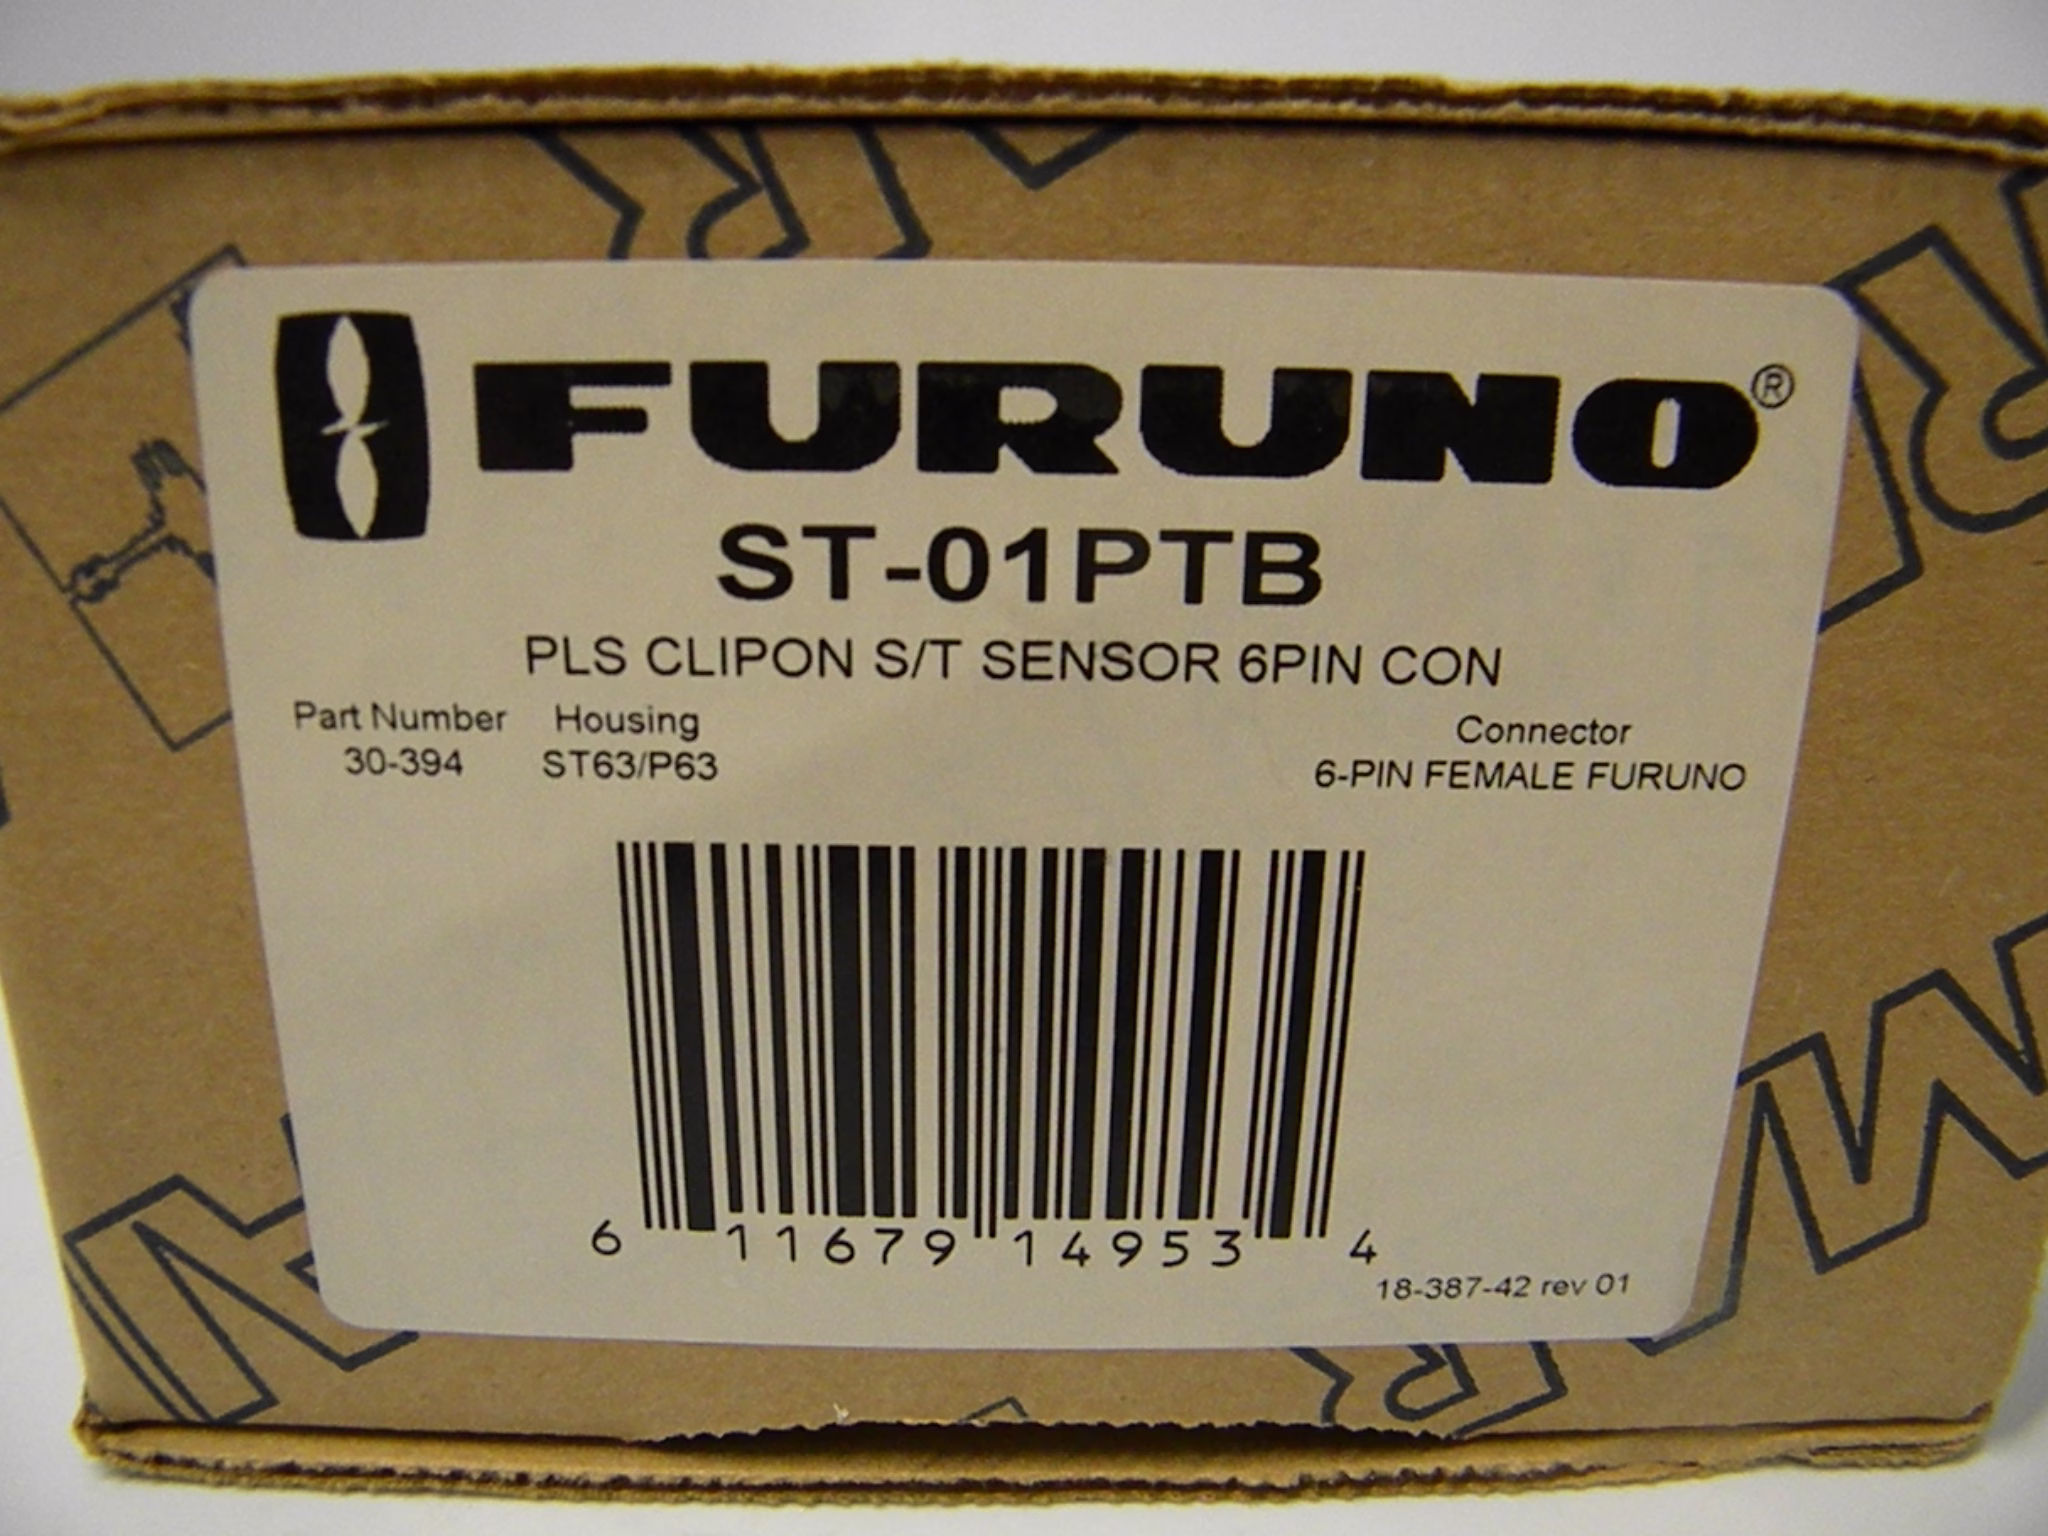 FURUNO®
ST-01PTB
PLS CLIPON S/T SENSOR 6PIN CON
Part Number Housing Connector
30-394 ST63/P63 6-PIN FEMALE FURUNO
6 11679 14953 4
18-387-42 rev 01